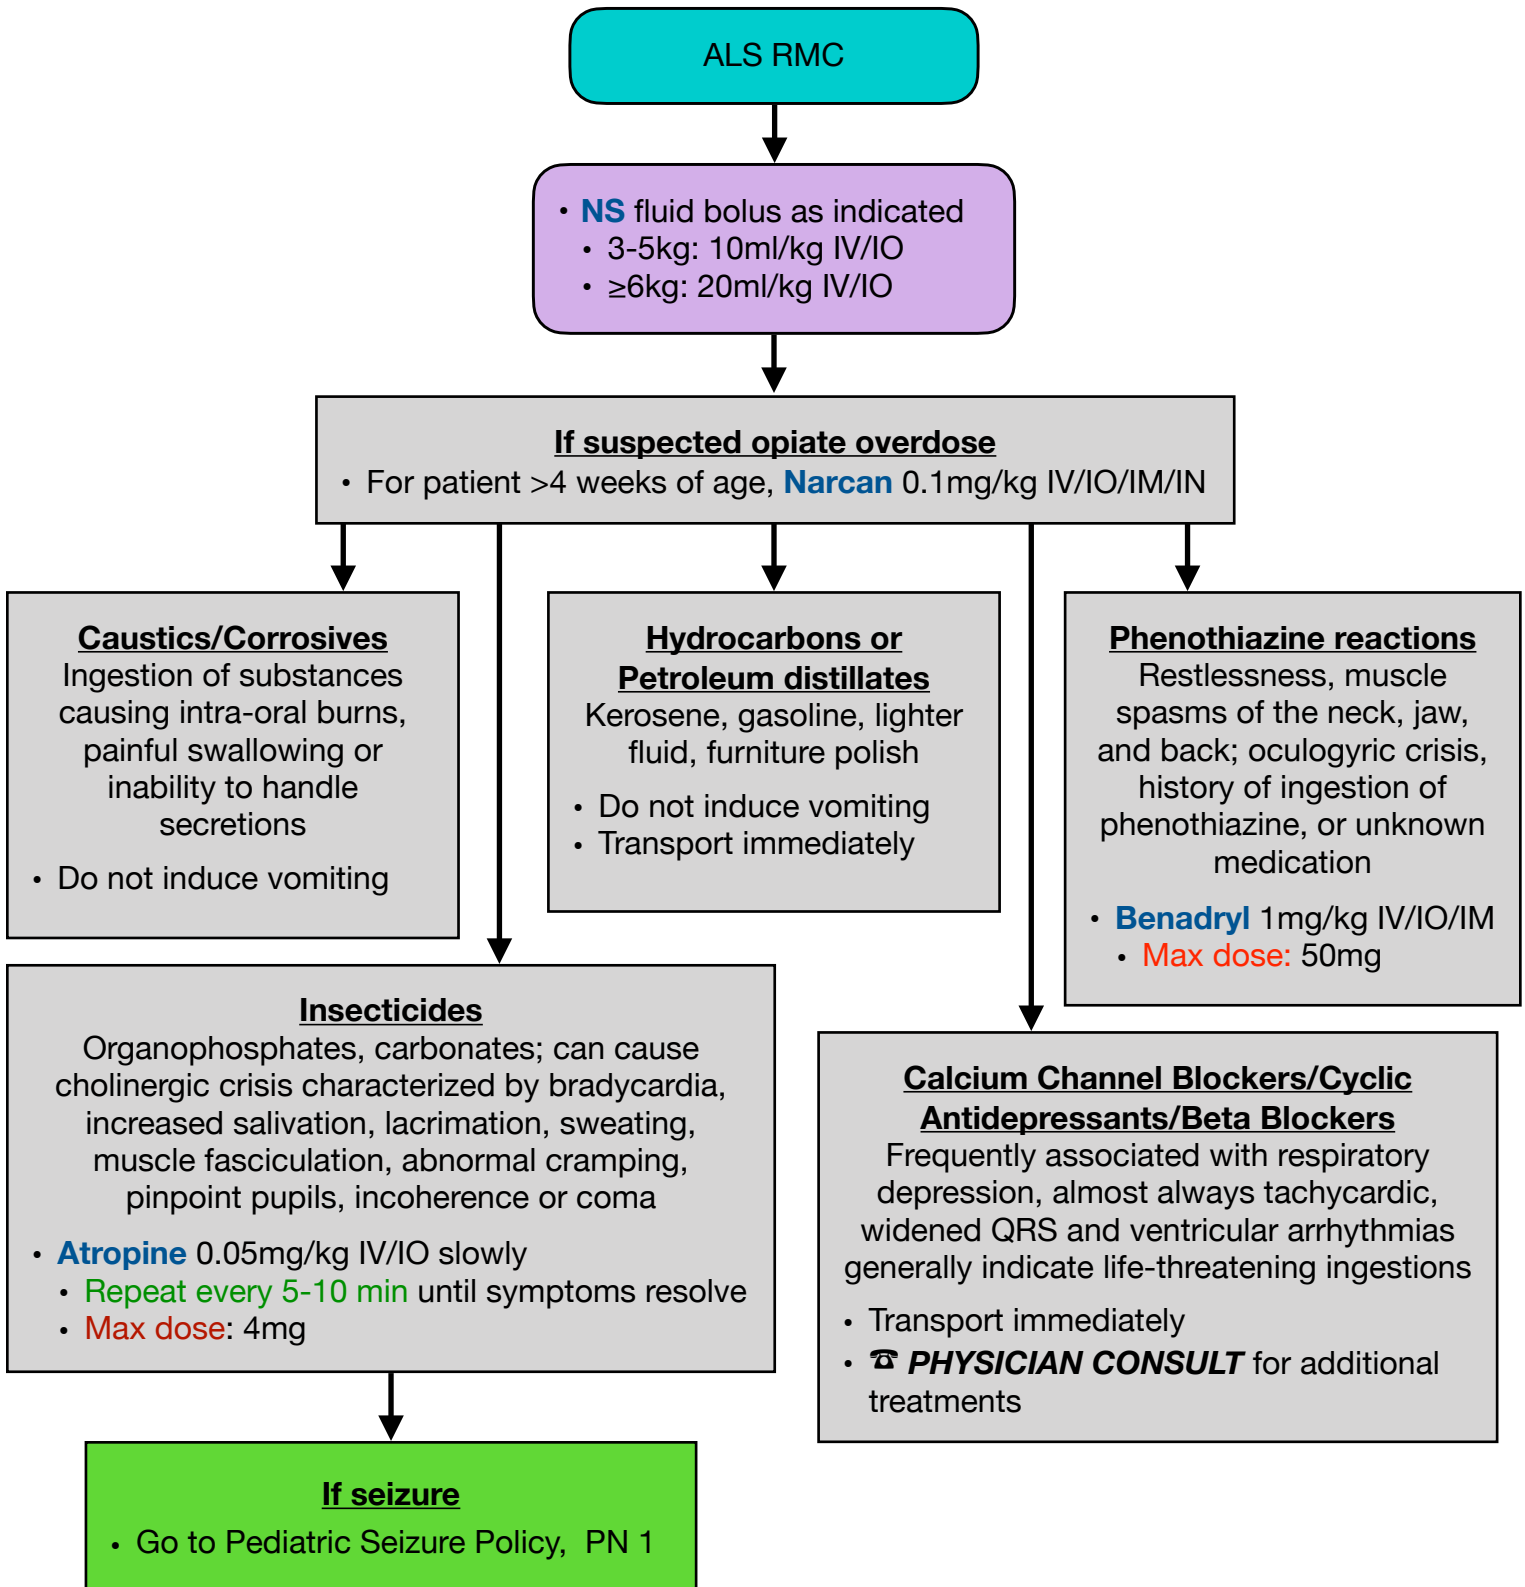 ALS RMC
• NS fluid bolus as indicated
• 3-5kg: 10ml/kg IV/IO
• ≥6kg: 20ml/kg IV/IO
If suspected opiate overdose
• For patient >4 weeks of age, Narcan 0.1mg/kg IV/IO/IM/IN
Caustics/Corrosives
Ingestion of substances
causing intra-oral burns,
painful swallowing or
inability to handle
secretions
• Do not induce vomiting
Hydrocarbons or
Petroleum distillates
Kerosene, gasoline, lighter
fluid, furniture polish
• Do not induce vomiting
• Transport immediately
Phenothiazine reactions
Restlessness, muscle
spasms of the neck, jaw,
and back; oculogyric crisis,
history of ingestion of
phenothiazine, or unknown
medication
• Benadryl 1mg/kg IV/IO/IM
• Max dose: 50mg
Insecticides
Organophosphates, carbonates; can cause
cholinergic crisis characterized by bradycardia,
increased salivation, lacrimation, sweating,
muscle fasciculation, abnormal cramping,
pinpoint pupils, incoherence or coma
• Atropine 0.05mg/kg IV/IO slowly
• Repeat every 5-10 min until symptoms resolve
• Max dose: 4mg
Calcium Channel Blockers/Cyclic
Antidepressants/Beta Blockers
Frequently associated with respiratory
depression, almost always tachycardic,
widened QRS and ventricular arrhythmias
generally indicate life-threatening ingestions
• Transport immediately
• ☎ PHYSICIAN CONSULT for additional
treatments
If seizure
• Go to Pediatric Seizure Policy, PN 1